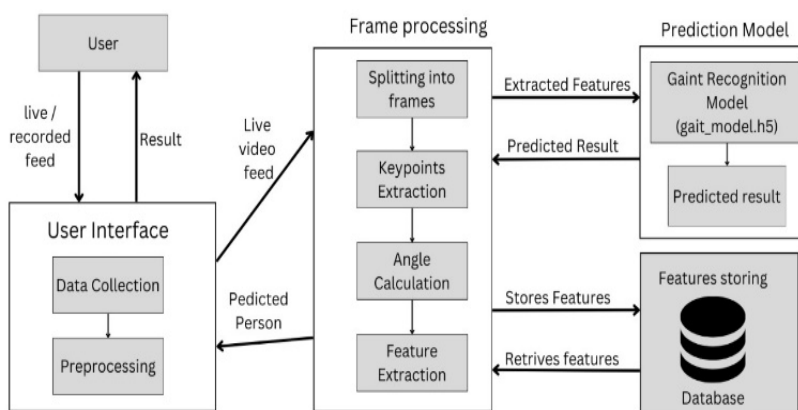 User
live /
recorded
feed
Result
User Interface
Data Collection
Preprocessing
Live
video
feed
Pedicted
Person
Frame processing
Splitting into
frames
Keypoints
Extraction
Angle
Calculation
Feature
Extraction
Extracted Features
Predicted Result
Stores Features
Retrives features
Prediction Model
Gaint Recognition
Model
(gait_model.h5)
Predicted result
Features storing
Database